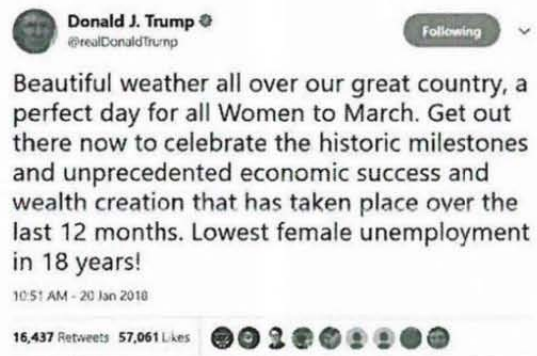 Donald J. Trump
@realDonaldTrump
Following
Beautiful weather all over our great country, a
perfect day for all Women to March. Get out
there now to celebrate the historic milestones
and unprecedented economic success and
wealth creation that has taken place over the
last 12 months. Lowest female unemployment
in 18 years!
10:51 AM - 20 Jan 2018
16,437 Retweets 57,061 Likes